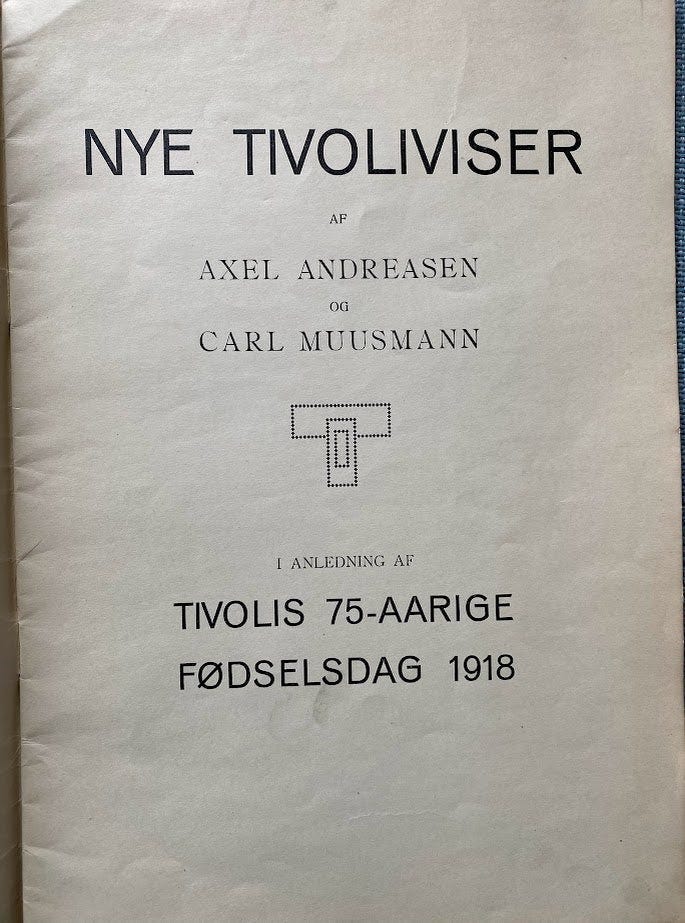 NYE TIVOLIVISER
AF
AXEL ANDREASEN
OG
CARL MUUSMANN
I ANLEDNING AF
TIVOLIS 75-AARIGE
FØDSELSDAG 1918